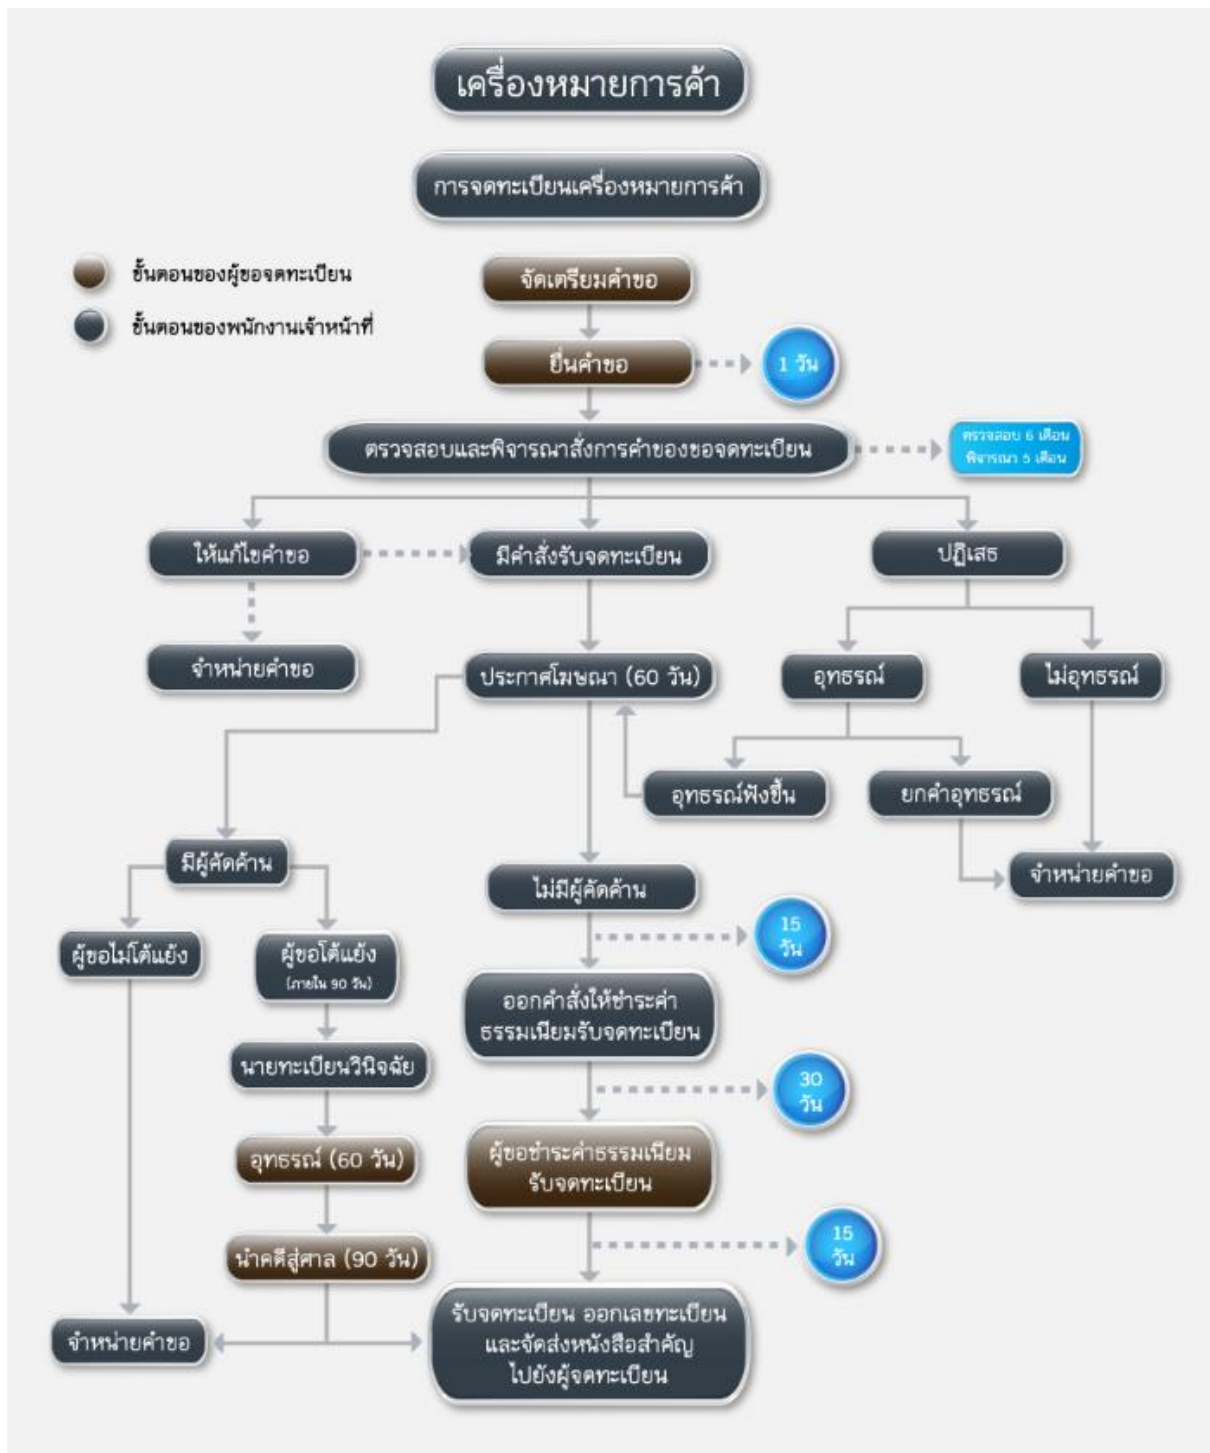 เครื่องหมายการค้า
การจดทะเบียนเครื่องหมายการค้า
ขั้นตอนของผู้ขอจดทะเบียน
ขั้นตอนของพนักงานเจ้าหน้าที่
จัดเตรียมคำขอ
ยื่นคำขอ
1 วัน
ตรวจสอบและพิจารณาสั่งการคำของขอจดทะเบียน
ตรวจสอบ 6 เดือน
พิจารณา 5 เดือน
ให้แก้ไขคำขอ
มีคำสั่งรับจดทะเบียน
ปฏิเสธ
จำหน่ายคำขอ
ประกาศโฆษณา (60 วัน)
อุทธรณ์
ไม่อุทธรณ์
อุทธรณ์ฟังขึ้น
ยกคำอุทธรณ์
มีผู้คัดค้าน
ไม่มีผู้คัดค้าน
จำหน่ายคำขอ
15
วัน
ผู้ขอไม่โต้แย้ง
ผู้ขอโต้แย้ง
(ภายใน 90 วัน)
ออกคำสั่งให้ชำระค่า
ธรรมเนียมรับจดทะเบียน
นายทะเบียนวินิจฉัย
30
วัน
อุทธรณ์ (60 วัน)
ผู้ขอชำระค่าธรรมเนียม
รับจดทะเบียน
นำคดีสู่ศาล (90 วัน)
15
วัน
จำหน่ายคำขอ
รับจดทะเบียน ออกเลขทะเบียน
และจัดส่งหนังสือสำคัญ
ไปยังผู้จดทะเบียน